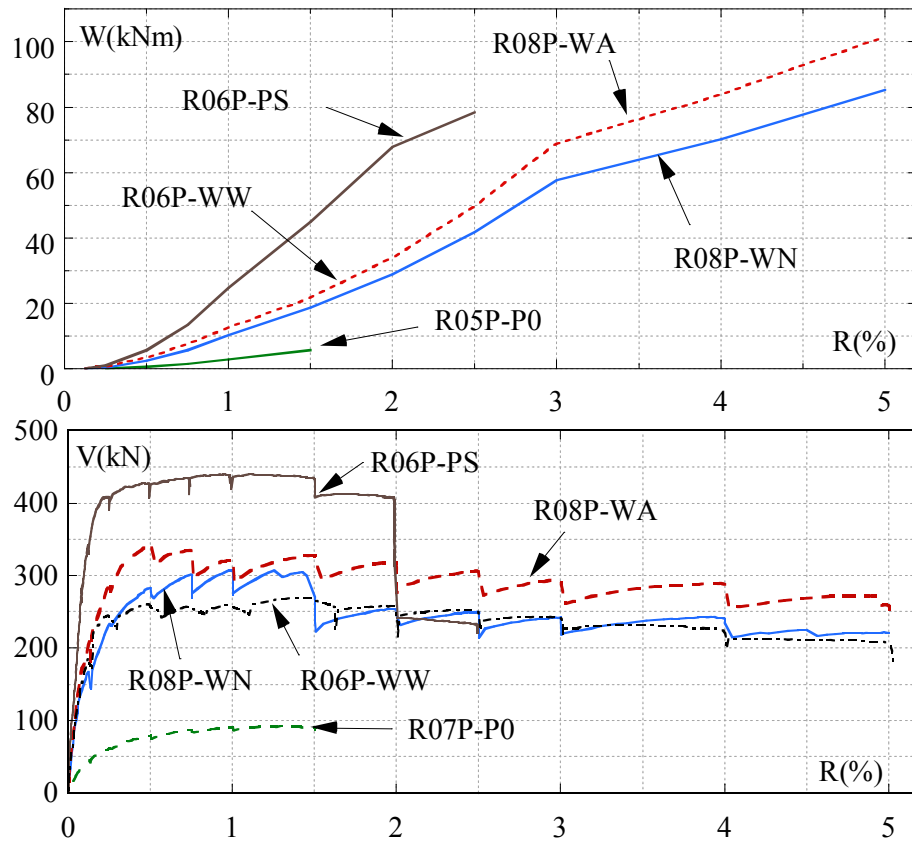 W(kNm)
100
80
60
40
20
0
R08P-WA
R06P-PS
R06P-WW
R08P-WN
R05P-P0
R(%)
0 1 2 3 4 5
500
400
300
200
100
0
V(kN)
R06P-PS
R08P-WA
R08P-WN
R06P-WW
R07P-P0
R(%)
0 1 2 3 4 5